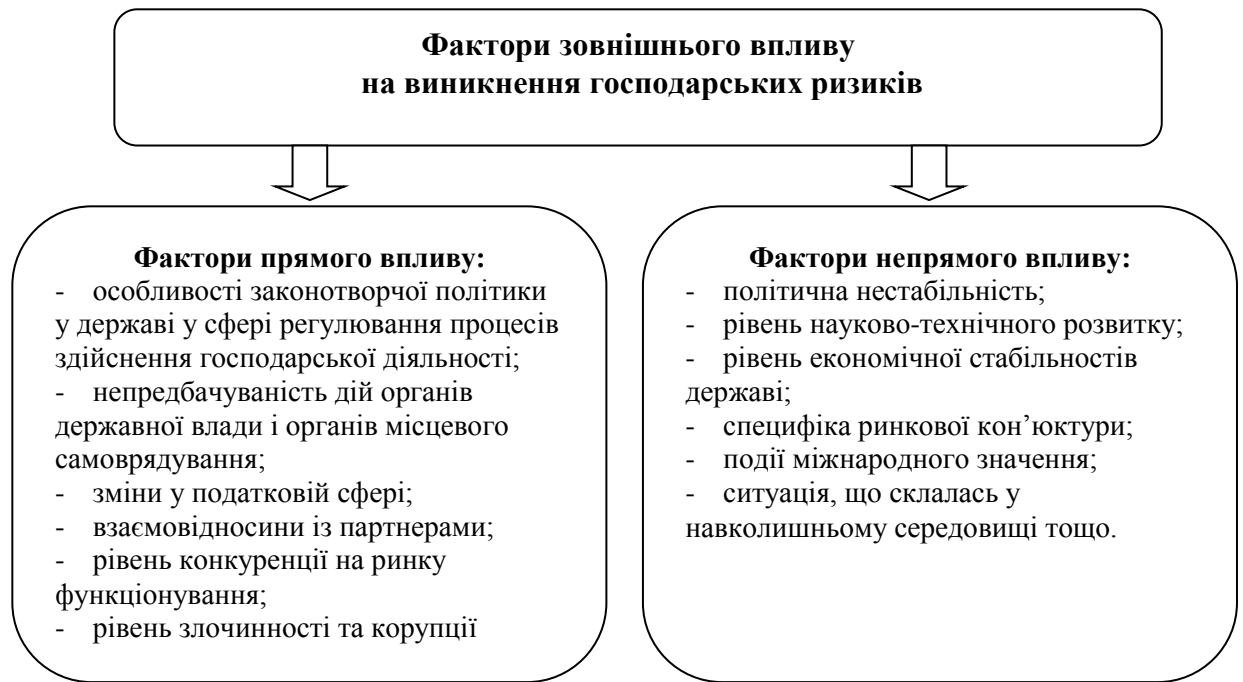 Фактори зовнішнього впливу
на виникнення господарських ризиків
Фактори прямого впливу:
- особливості законотворчої політики
у державі у сфері регулювання процесів
здійснення господарської діяльності;
- непредбачуваність дій органів
державної влади і органів місцевого
самоврядування;
- зміни у податковій сфері;
- взаємовідносини із партнерами;
- рівень конкуренції на ринку
функціонування;
- рівень злочинності та корупції
Фактори непрямого впливу:
- політична нестабільність;
- рівень науково-технічного розвитку;
- рівень економічної стабільностів
державі;
- специфіка ринкової кон’юктури;
- події міжнародного значення;
- ситуація, що склалась у
навколишньому середовищі тощо.